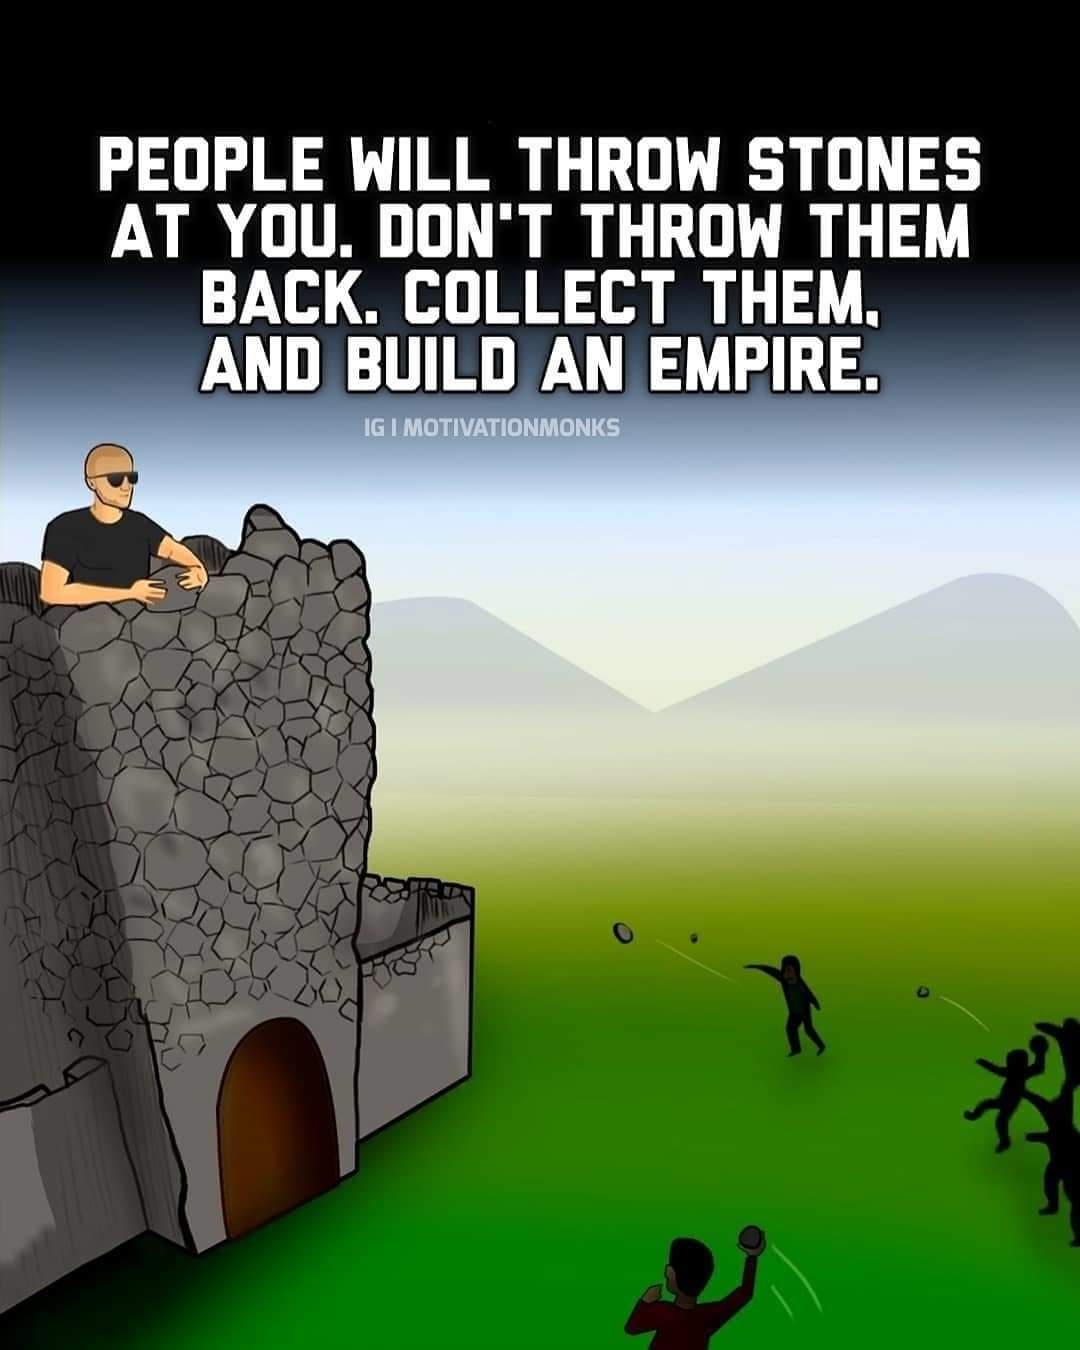 PEOPLE WILL THROW STONES
AT YOU. DON'T THROW THEM
BACK. COLLECT THEM,
AND BUILD AN EMPIRE.
IG | MOTIVATIONMONKS